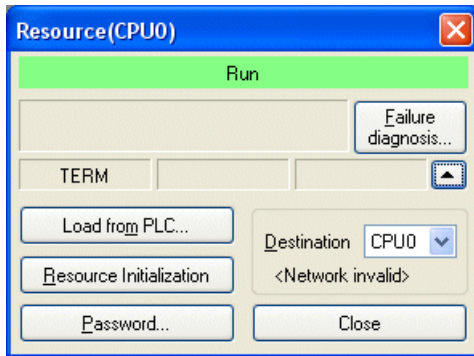 Resource(CPU0)
Run
Failure
diagnosis...
TERM
Load from PLC...
Destination CPU0
Resource Initialization
<Network invalid>
Password...
Close